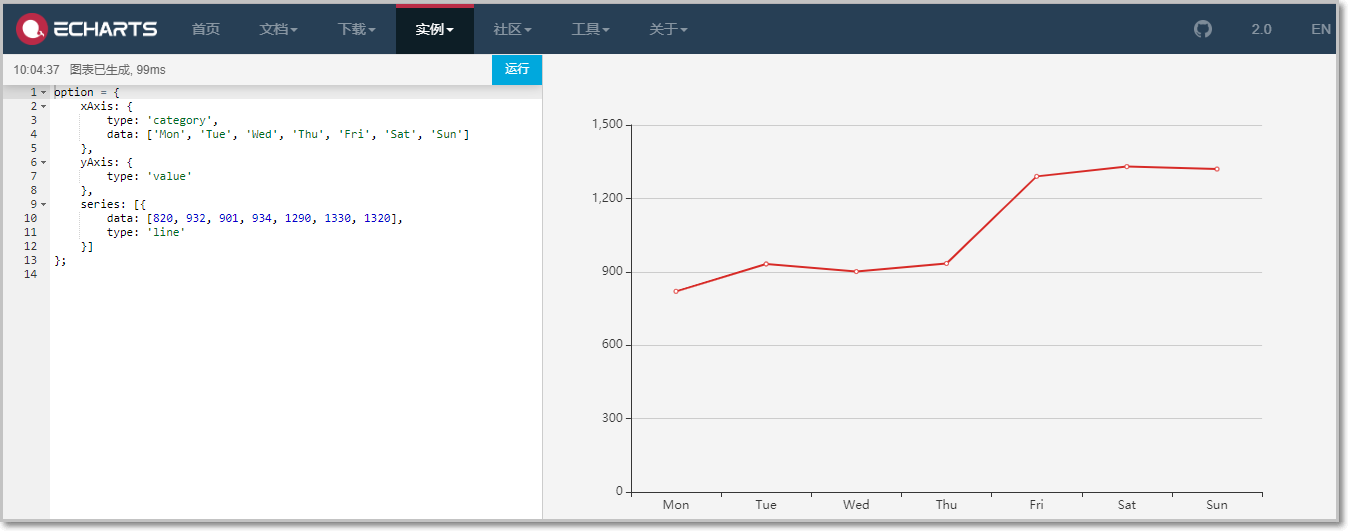 ECHARTS 首页 文档 下载 实例 社区 工具 关于 2.0 EN
10:04:37 图表已生成, 99ms 运行
1 option = {
2 xAxis: {
3 type: 'category',
4 data: ['Mon', 'Tue', 'Wed', 'Thu', 'Fri', 'Sat', 'Sun']
5 },
6 yAxis: {
7 type: 'value'
8 },
9 series: [{
10 data: [820, 932, 901, 934, 1290, 1330, 1320],
11 type: 'line'
12 }]
13 };
14
1,500
1,200
900
600
300
0
Mon Tue Wed Thu Fri Sat Sun